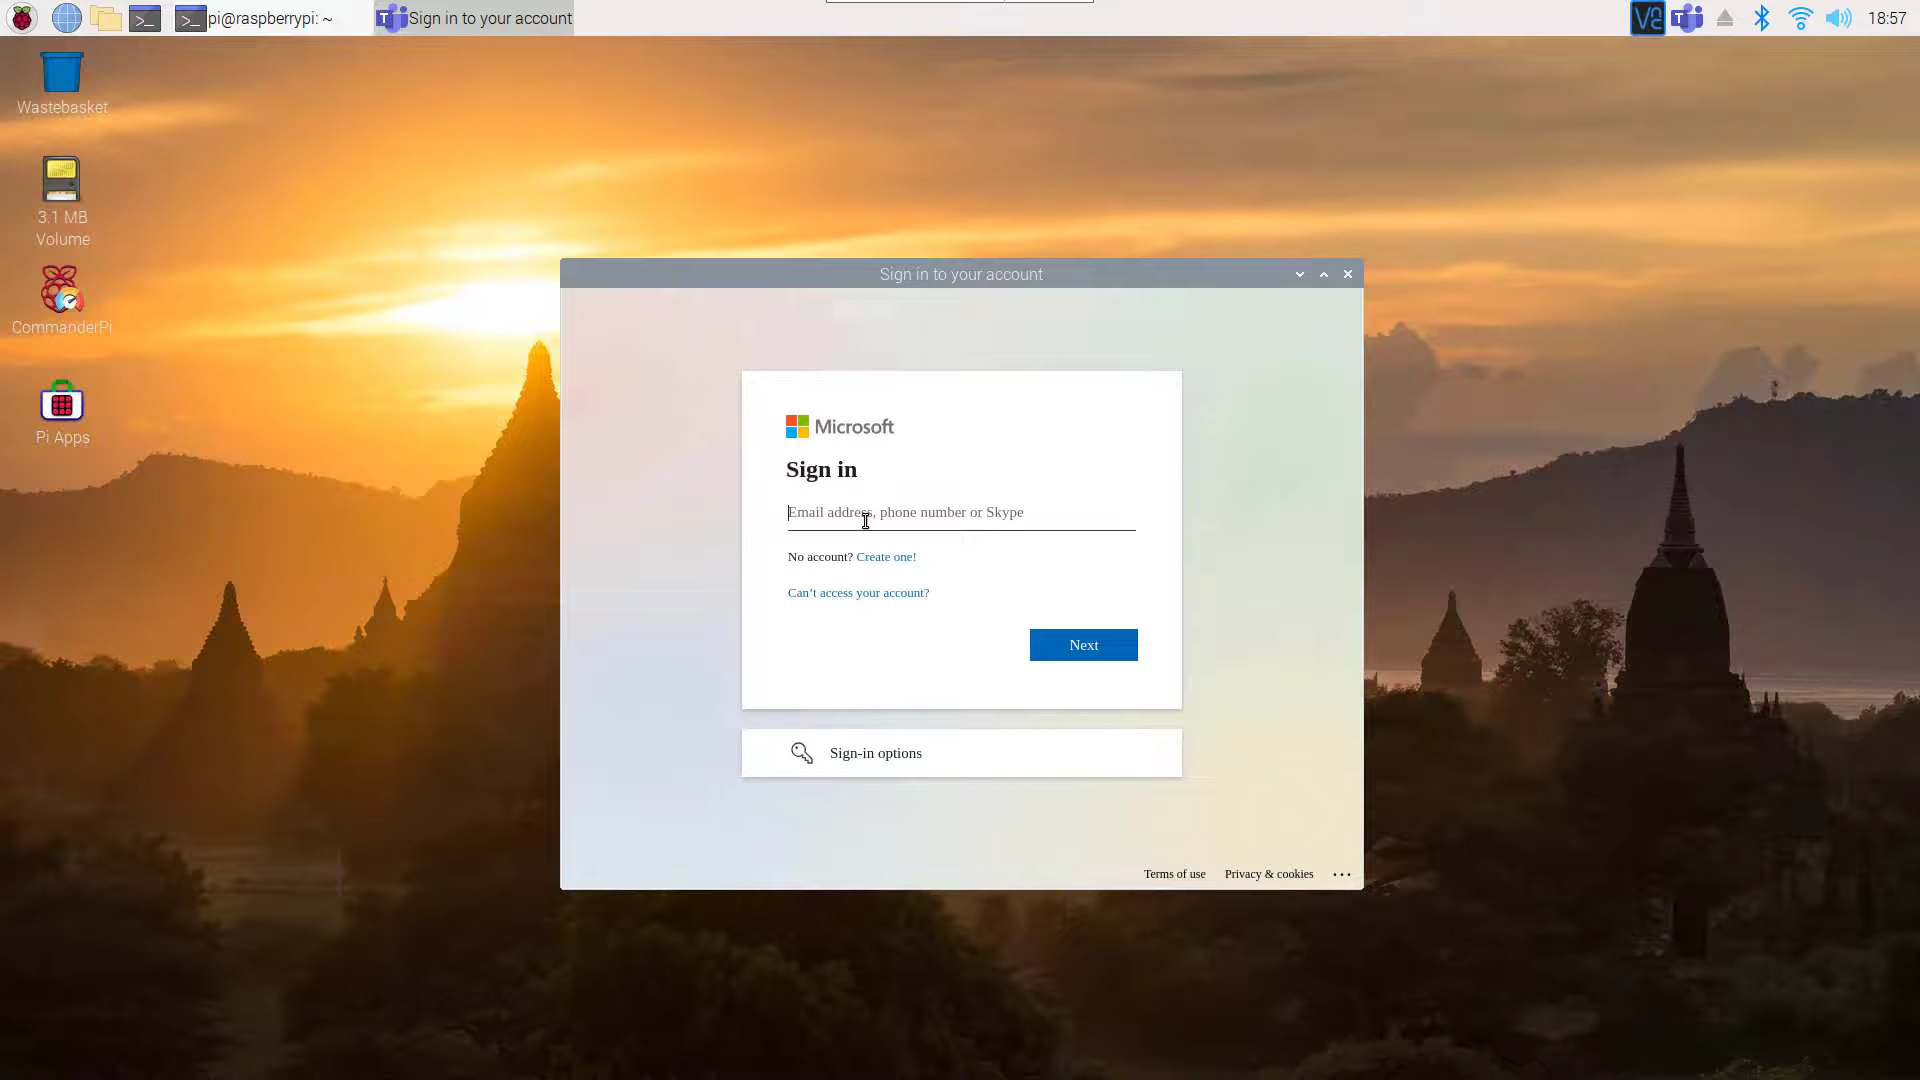 pi@raspberrypi: ~
Sign in to your account
18:57
Wastebasket
3.1 MB
Volume
CommanderPi
Pi Apps
Sign in to your account
Microsoft
Sign in
Email address, phone number or Skype
No account? Create one!
Can't access your account?
Next
Sign-in options
Terms of use
Privacy & cookies